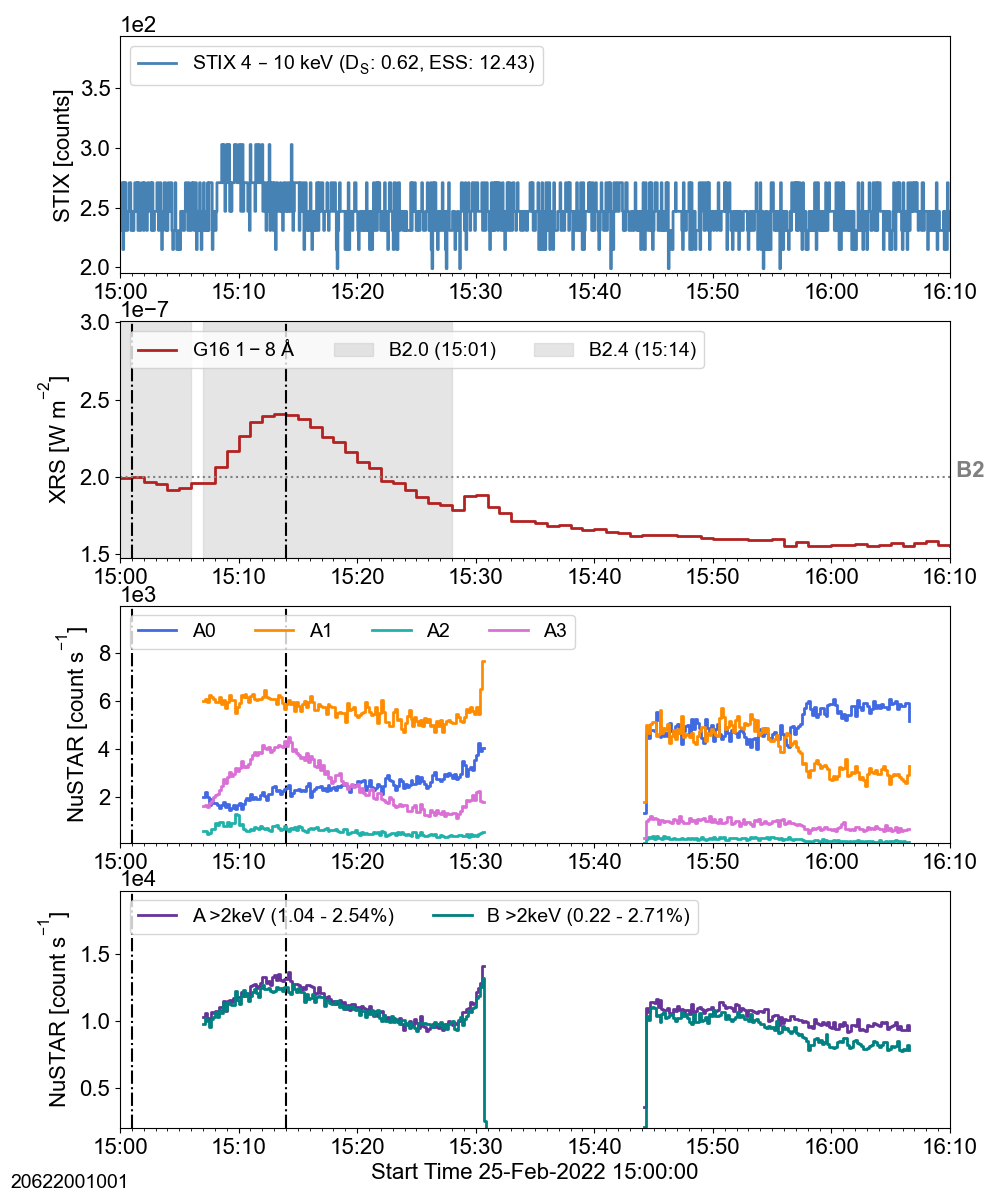 1e2
STIX 4 – 10 keV (DS: 0.62, ESS: 12.43)
STIX [counts]
3.5
3.0
2.5
2.0
15:00 15:10 15:20 15:30 15:40 15:50 16:00 16:10
1e−7
G16 1 − 8 Å B2.0 (15:01) B2.4 (15:14)
XRS [W m−2]
3.0
2.5
2.0
1.5
B2
15:00 15:10 15:20 15:30 15:40 15:50 16:00 16:10
1e3
A0 A1 A2 A3
NuSTAR [count s−1]
8
6
4
2
15:00 15:10 15:20 15:30 15:40 15:50 16:00 16:10
1e4
A >2keV (1.04 - 2.54%) B >2keV (0.22 - 2.71%)
NuSTAR [count s−1]
1.5
1.0
0.5
15:00 15:10 15:20 15:30 15:40 15:50 16:00 16:10
Start Time 25-Feb-2022 15:00:00
20622001001